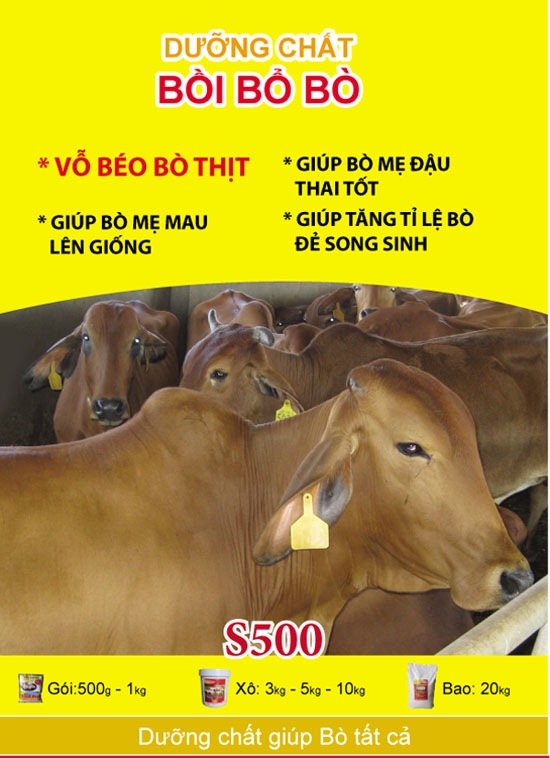 DƯỠNG CHẤT
BỒI BỔ BÒ
* VỖ BÉO BÒ THỊT
* GIÚP BÒ MẸ MAU
LÊN GIỐNG
* GIÚP BÒ MẸ ĐẬU
THAI TỐT
* GIÚP TĂNG TỈ LỆ BÒ
ĐẺ SONG SINH
S500
Gói:500g - 1kg
Xô: 3kg - 5kg - 10kg
Bao: 20kg
Dưỡng chất giúp Bò tất cả